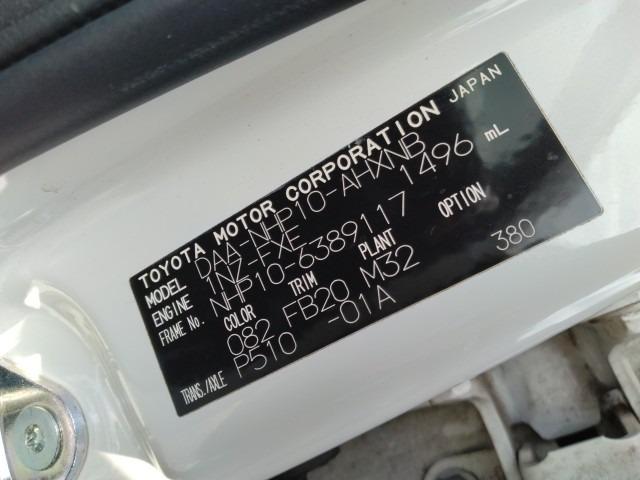 TOYOTA MOTOR CORPORATION JAPAN
MODEL DAA-NHP10-AHXNB
ENGINE 1NZ-FXE 1496 mL
FRAME No. NHP10-6389117
COLOR TRIM PLANT OPTION
082 FB20 M32 380
TRANS./AXLE P510 -01A